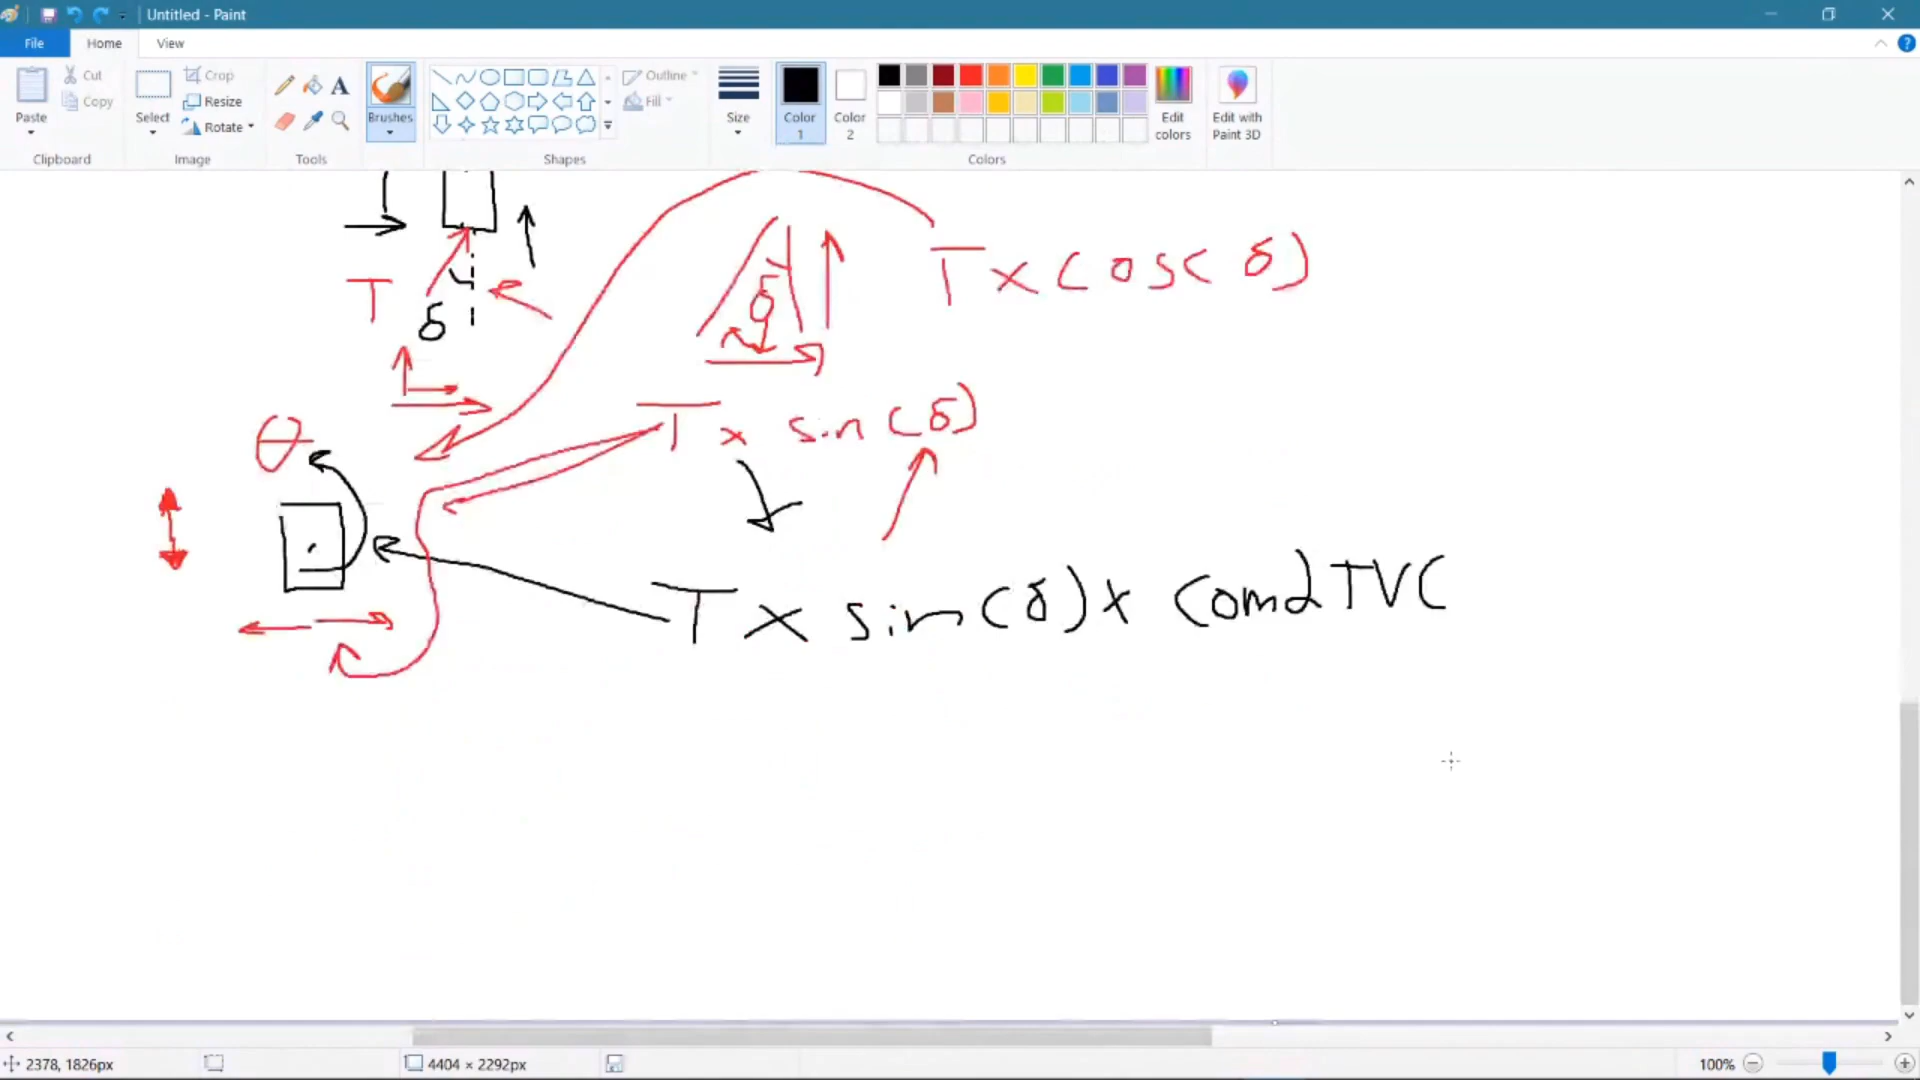 Untitled - Paint
File
Home
View
Paste
Cut
Copy
Clipboard
Select
Crop
Resize
Rotate
Image
Tools
Brushes
Shapes
Outline
Fill
Size
Color 1
Color 2
Colors
Edit colors
Edit with Paint 3D
T
δ
δ
T x cos(δ)
θ
T x sin(δ)
T x sin(δ) x Com2TVC
2378, 1826px
4404 × 2292px
100%